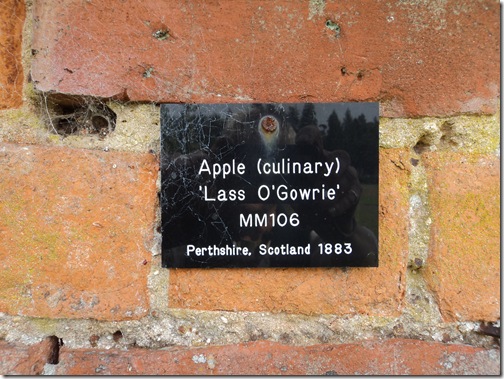 Apple (culinary)
'Lass O'Gowrie'
MM106
Perthshire, Scotland 1883